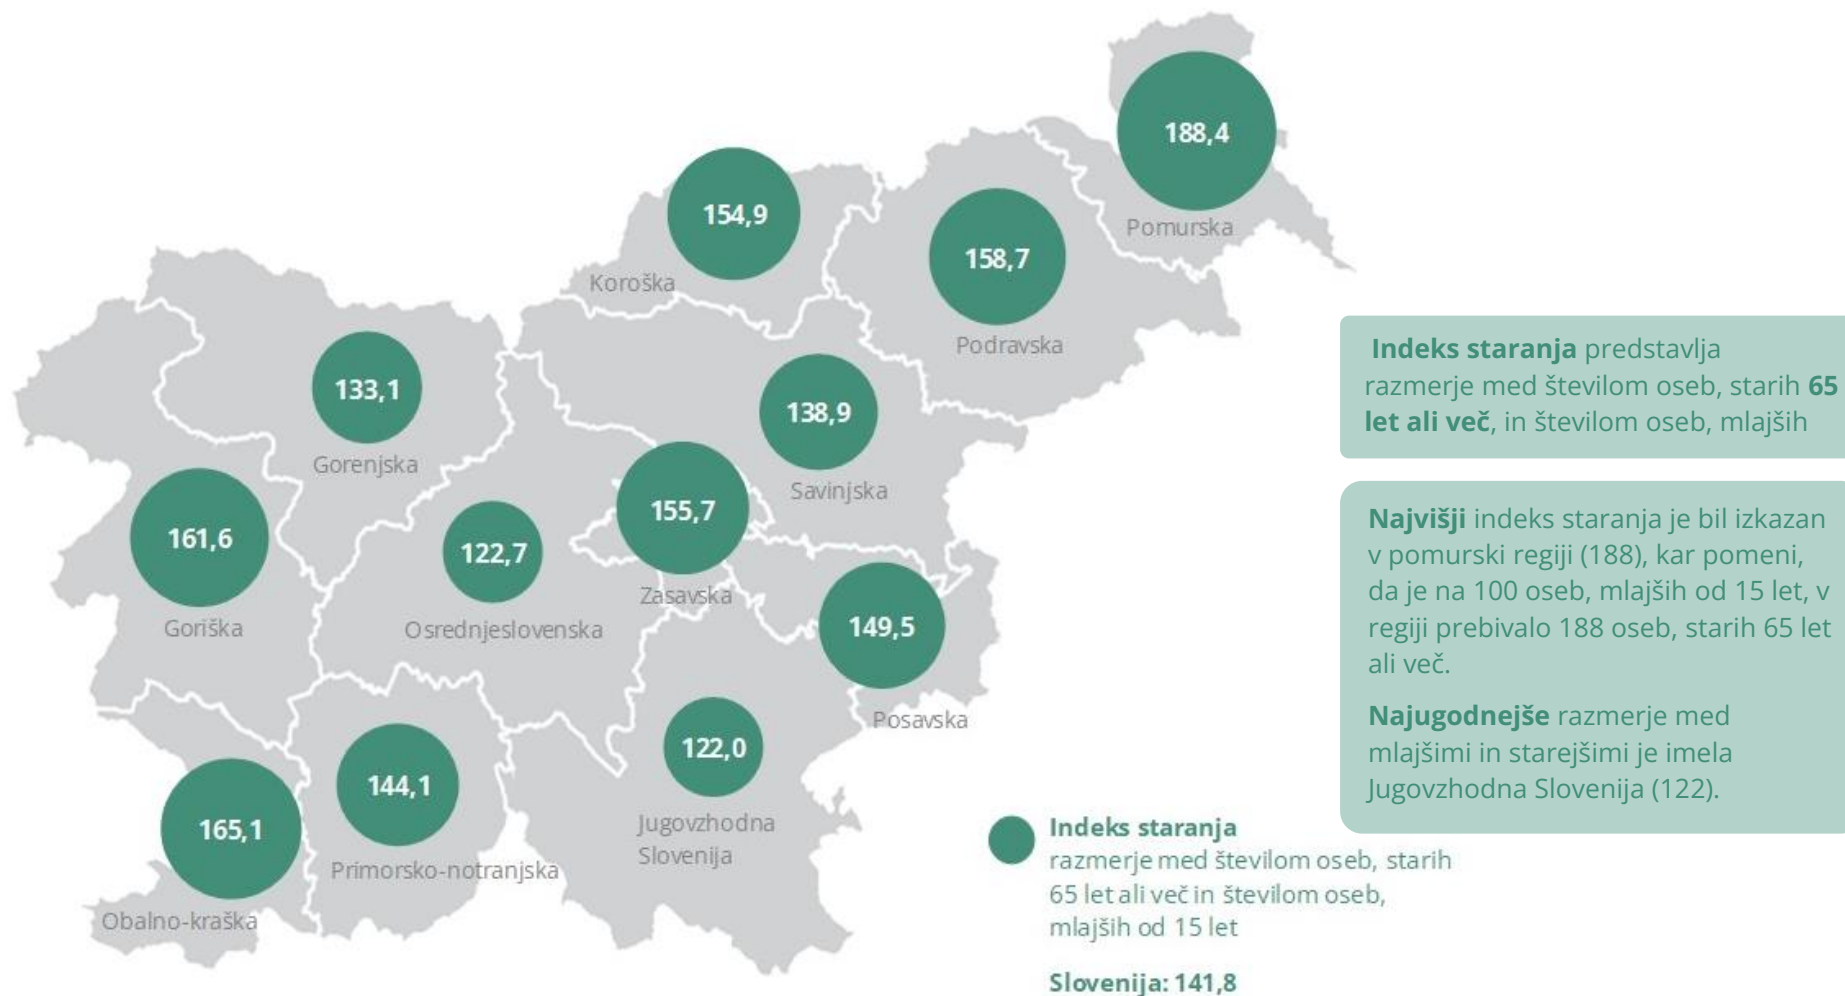 188,4
Pomurska
154,9
Koroška
158,7
Podravska
133,1
Gorenjska
138,9
Savinjska
161,6
Goriška
122,7
Osrednjeslovenska
155,7
Zasavska
149,5
Posavska
165,1
Obalno-kraška
144,1
Primorsko-notranjska
122,0
Jugovzhodna
Slovenija
Indeks staranja predstavlja
razmerje med številom oseb, starih 65
let ali več, in številom oseb, mlajših
Najvišji indeks staranja je bil izkazan
v pomurski regiji (188), kar pomeni,
da je na 100 oseb, mlajših od 15 let, v
regiji prebivalo 188 oseb, starih 65 let
ali več.
Najugodnejše razmerje med
mlajšimi in starejšimi je imela
Jugovzhodna Slovenija (122).
Indeks staranja
razmerje med številom oseb, starih
65 let ali več in številom oseb,
mlajših od 15 let
Slovenija: 141,8